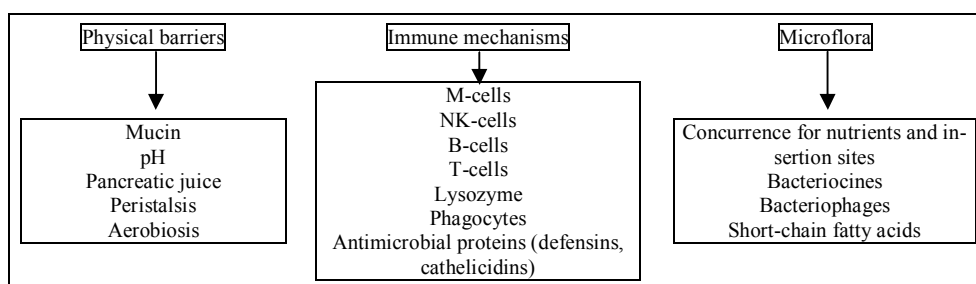 Physical barriers
Mucin
pH
Pancreatic juice
Peristalsis
Aerobiosis
Immune mechanisms
M-cells
NK-cells
B-cells
T-cells
Lysozyme
Phagocytes
Antimicrobial proteins (defensins,
cathelicidins)
Microflora
Concurrence for nutrients and in-
sertion sites
Bacteriocines
Bacteriophages
Short-chain fatty acids